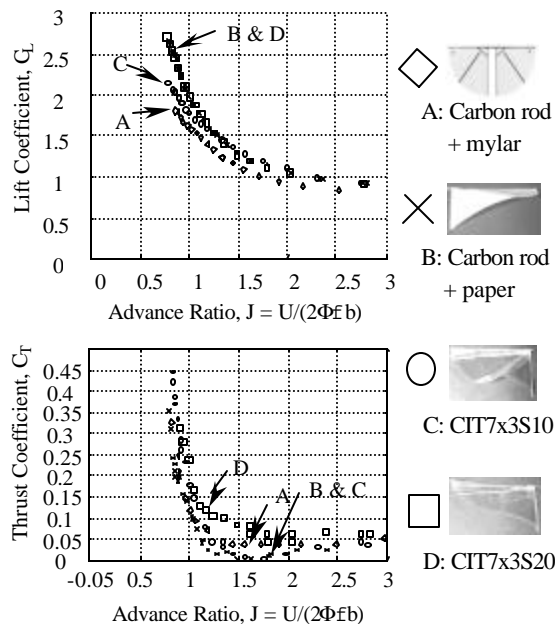 3
2.5
2
1.5
1
0.5
0
Lift Coefficient, C_L
B & D
C
A
0 0.5 1 1.5 2 2.5 3
Advance Ratio, J = U/(2Φfb)
A: Carbon rod
+ mylar
B: Carbon rod
+ paper
0.45
0.4
0.35
0.3
0.25
0.2
0.15
0.1
0.05
0
-0.05
Thrust Coefficient, C_T
D
A
B & C
0.5 1 1.5 2 2.5 3
Advance Ratio, J = U/(2Φfb)
C: CIT7x3S10
D: CIT7x3S20